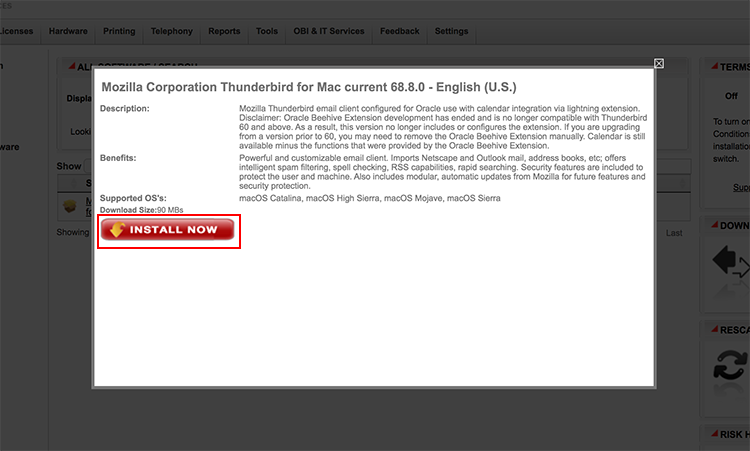 Licenses Hardware Printing Telephony Reports Tools OBI & IT Services Feedback Settings
ALL SOFTWARE / SEARCH
TERMS
Mozilla Corporation Thunderbird for Mac current 68.8.0 - English (U.S.)
Off
Description:
Mozilla Thunderbird email client configured for Oracle use with calendar integration via lightning extension.
Disclaimer: Oracle Beehive Extension development has ended and is no longer compatible with Thunderbird
60 and above. As a result, this version no longer includes or configures the extension. If you are upgrading
from a version prior to 60, you may need to remove the Oracle Beehive Extension manually. Calendar is still
available minus the functions that were provided by the Oracle Beehive Extension.
Benefits:
Powerful and customizable email client. Imports Netscape and Outlook mail, address books, etc; offers
intelligent spam filtering, spell checking, RSS capabilities, rapid searching. Security features are included to
protect the user and machine. Also includes modular, automatic updates from Mozilla for future features and
security protection.
Supported OS's:
macOS Catalina, macOS High Sierra, macOS Mojave, macOS Sierra
Download Size:90 MBs
INSTALL NOW
Displa
Looki
ware
Show
Showing
Last
To turn o
Condition
installatio
switch.
Supp
DOWN
RESCA
RISK H